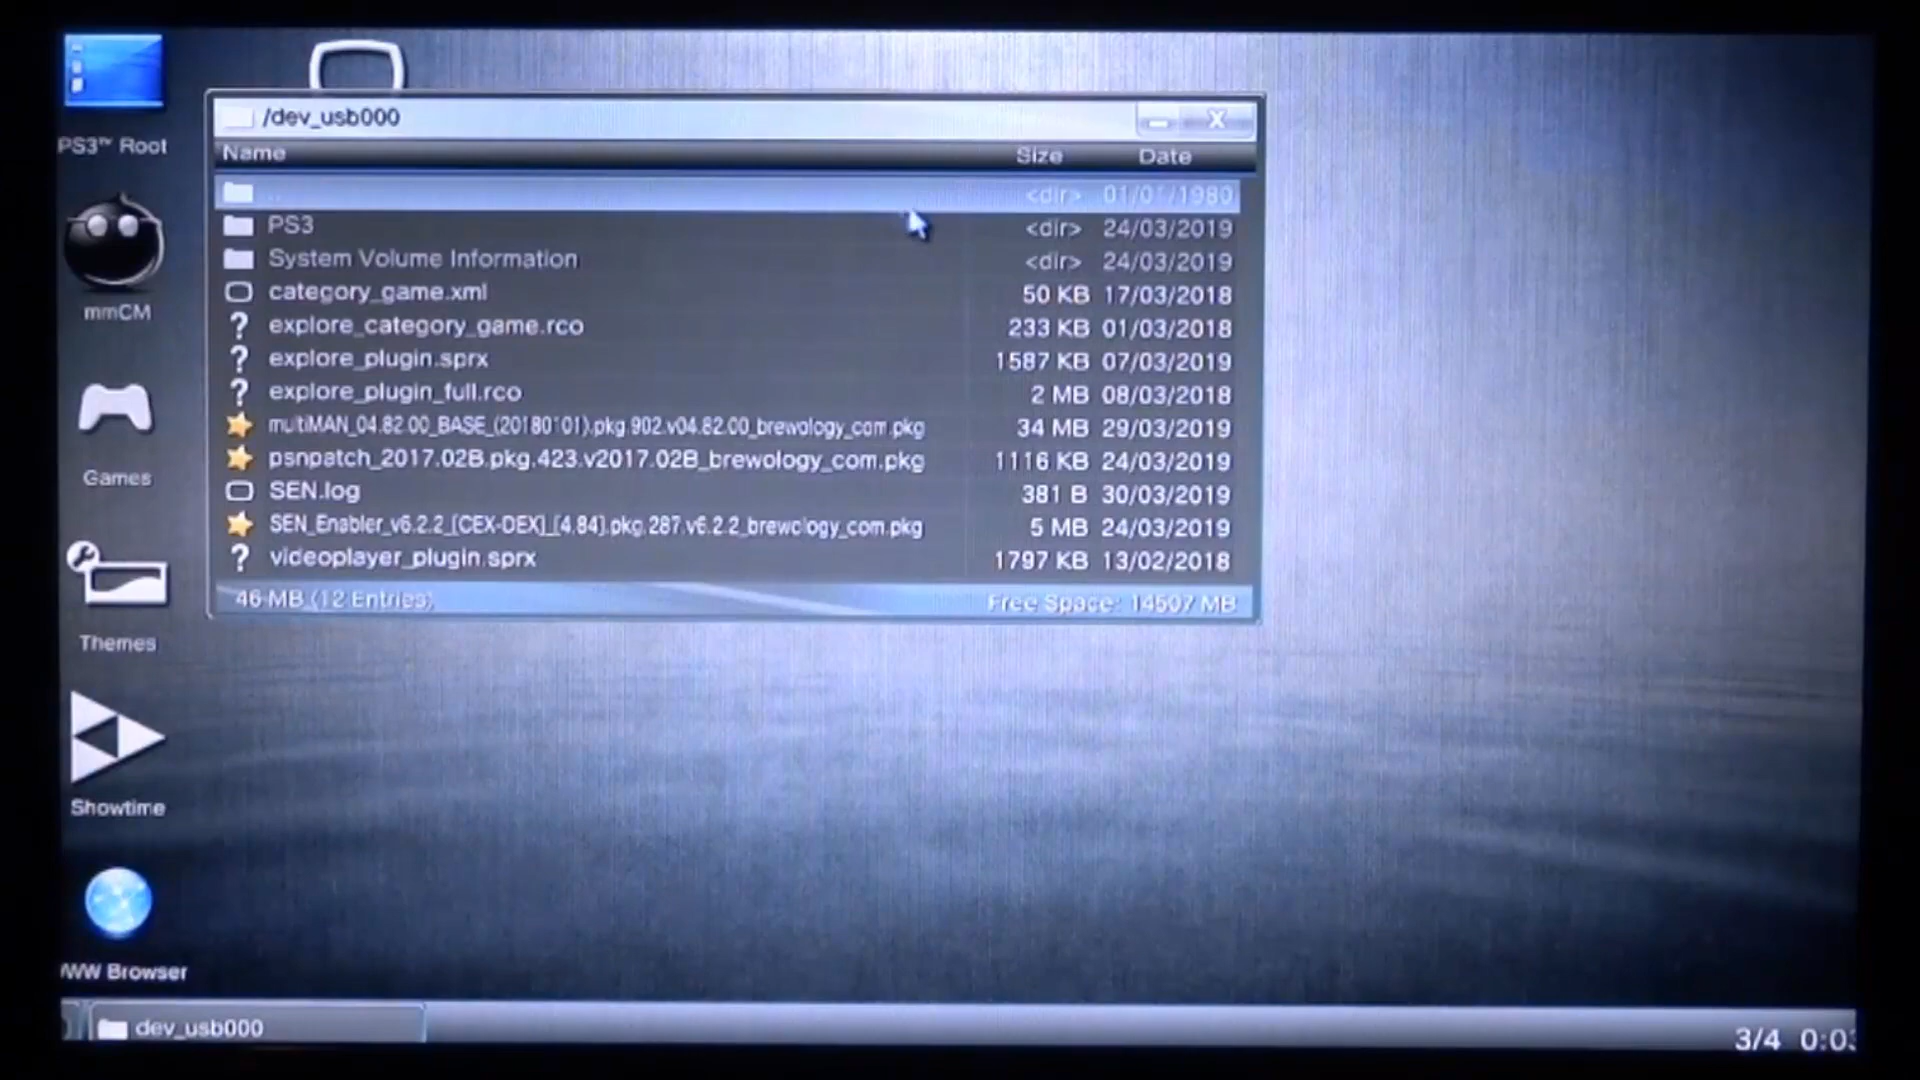 PS3™ Root
mmCM
Games
Themes
Showtime
WWW Browser
/dev_usb000
X
Name Size Date
.. <dir> 01/01/1980
PS3 <dir> 24/03/2019
System Volume Information <dir> 24/03/2019
category_game.xml 50 KB 17/03/2018
? explore_category_game.rco 233 KB 01/03/2018
? explore_plugin.sprx 1587 KB 07/03/2019
? explore_plugin_full.rco 2 MB 08/03/2018
multiMAN_04.82.00_BASE_(20180101).pkg.902.v04.82.00_brewology_com.pkg 34 MB 29/03/2019
psnpatch_2017.02B.pkg.423.v2017.02B_brewology_com.pkg 1116 KB 24/03/2019
SEN.log 381 B 30/03/2019
SEN_Enabler_v6.2.2_[CEX-DEX]_[4.84].pkg.287.v6.2.2_brewology_com.pkg 5 MB 24/03/2019
? videoplayer_plugin.sprx 1797 KB 13/02/2018
46 MB (12 Entries) Free Space: 14507 MB
dev_usb000
3/4 0:03